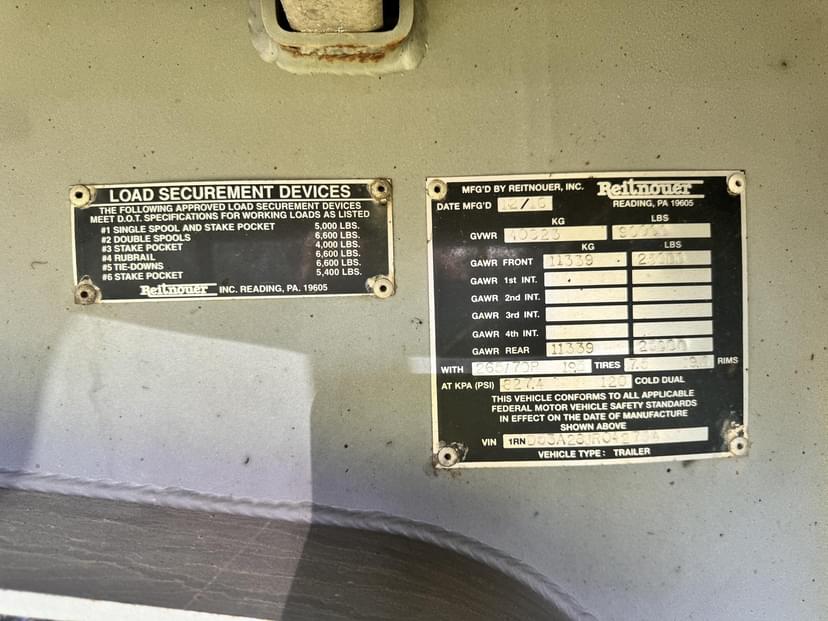 LOAD SECUREMENT DEVICES
THE FOLLOWING APPROVED LOAD SECUREMENT DEVICES
MEET D.O.T. SPECIFICATIONS FOR WORKING LOADS AS LISTED
#1 SINGLE SPOOL AND STAKE POCKET 5,000 LBS.
#2 DOUBLE SPOOLS 6,600 LBS.
#3 STAKE POCKET 4,000 LBS.
#4 RUBRAIL 6,600 LBS.
#5 TIE-DOWNS 6,600 LBS.
#6 STAKE POCKET 5,400 LBS.
Reitnouer INC. READING, PA. 19605
MFG'D BY REITNOUER, INC. Reitnouer
DATE MFG'D 12/16 READING, PA 19605
KG LBS
GVWR
KG LBS
GAWR FRONT 11339
GAWR 1st INT.
GAWR 2nd INT.
GAWR 3rd INT.
GAWR 4th INT.
GAWR REAR 11339
WITH TIRES RIMS
AT KPA (PSI) 827.4 120 COLD DUAL
THIS VEHICLE CONFORMS TO ALL APPLICABLE
FEDERAL MOTOR VEHICLE SAFETY STANDARDS
IN EFFECT ON THE DATE OF MANUFACTURE
SHOWN ABOVE
VIN 1RN
VEHICLE TYPE: TRAILER